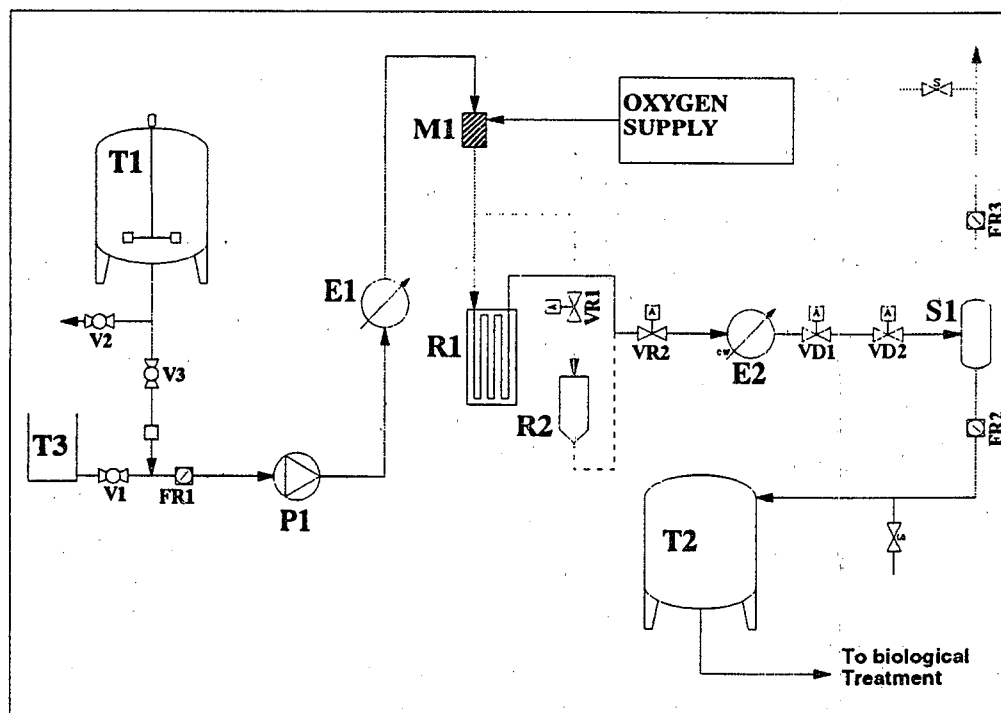 OXYGEN
SUPPLY
M1
T1
S
FR3
E1
V2
V3
R1
A
VR1
A
VR2
cw
E2
A
VD1
A
VD2
S1
R2
FR2
T3
V1
FR1
P1
T2
To biological
Treatment